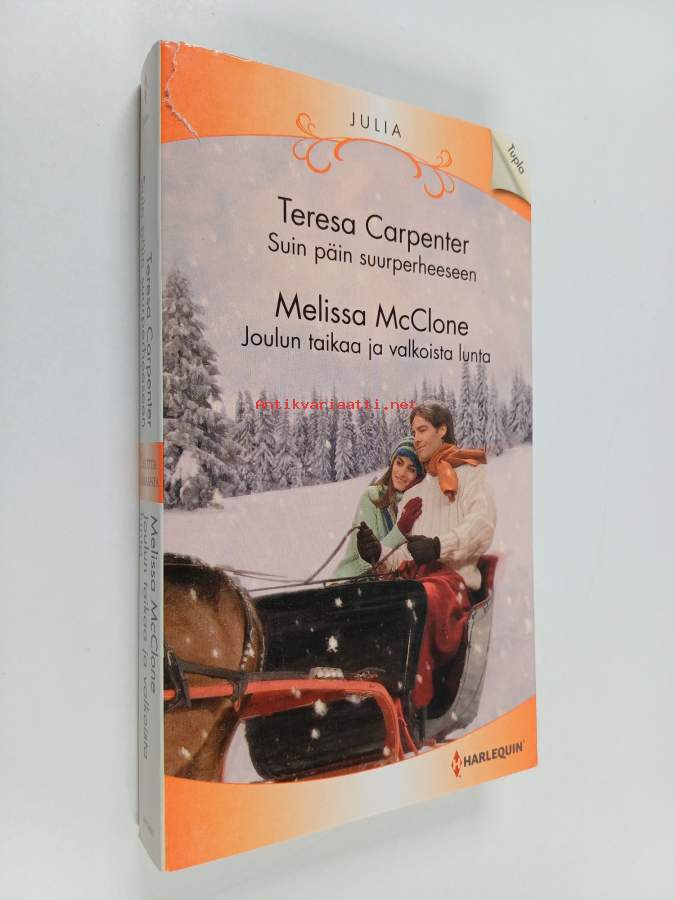 JULIA
Tupla
Teresa Carpenter
Suin päin suurperheeseen
Melissa McClone
Joulun taikaa ja valkoista lunta
Antikvariaatti.net
HARLEQUIN
Teresa Carpenter
Suin päin suurperheeseen
Melissa McClone
Joulun taikaa ja valkoista
lunta